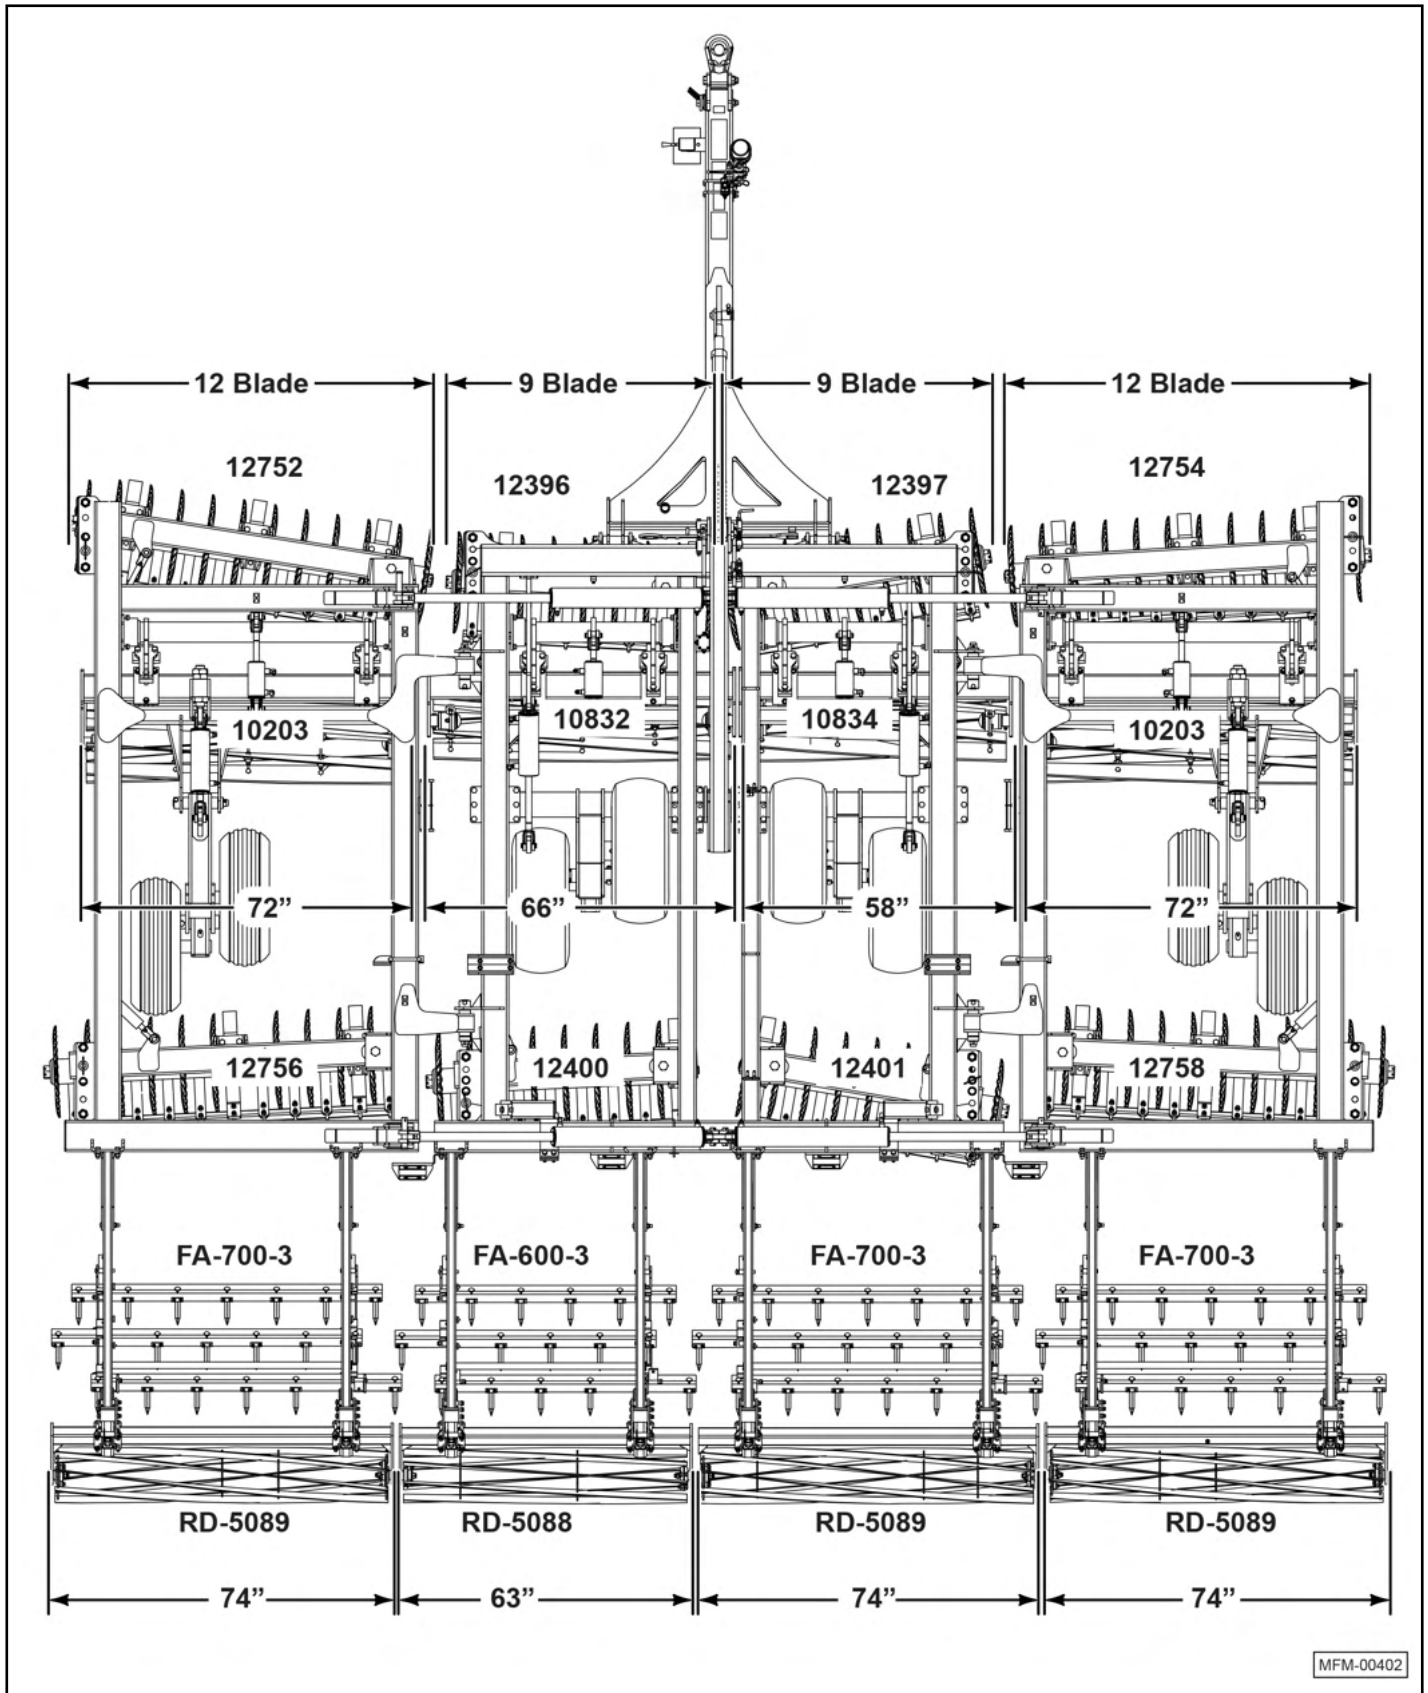 12 Blade 9 Blade 9 Blade 12 Blade
12752 12396 12397 12754
10203 10832 10834 10203
72” 66” 58” 72”
12756 12400 12401 12758
FA-700-3 FA-600-3 FA-700-3 FA-700-3
RD-5089 RD-5088 RD-5089 RD-5089
74” 63” 74” 74”
MFM-00402